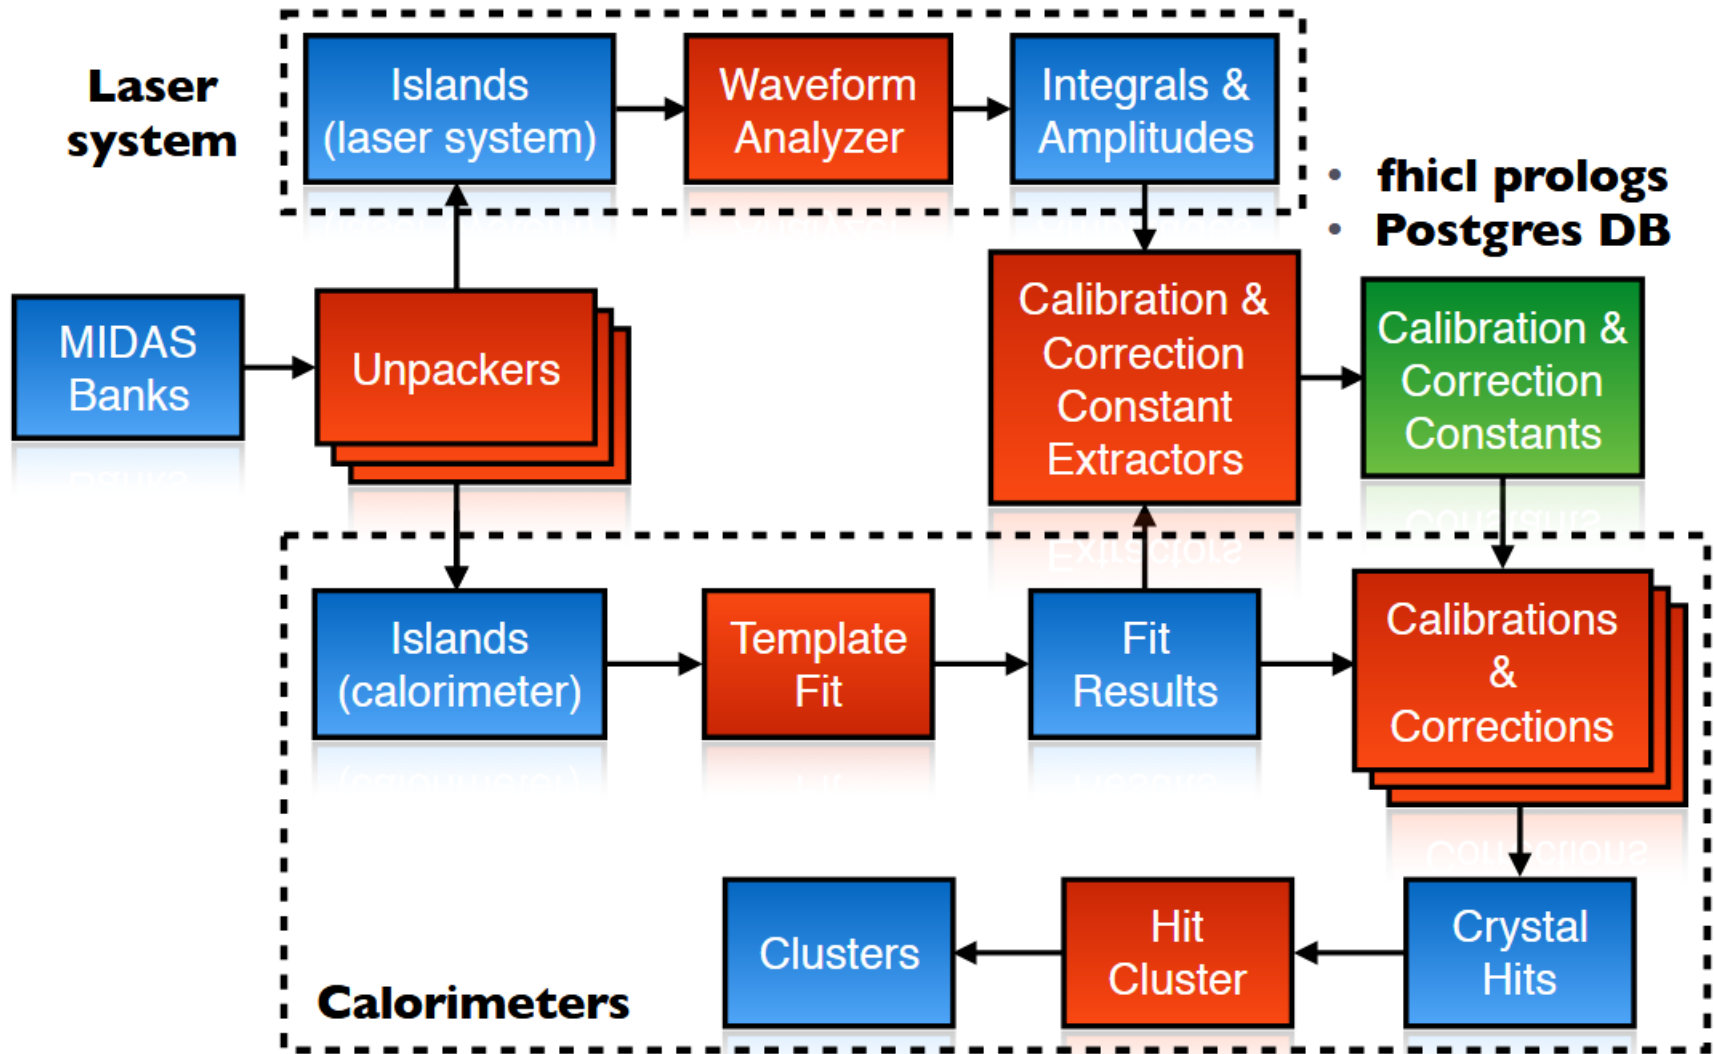 Laser
system
Islands
(laser system)
Waveform
Analyzer
Integrals &
Amplitudes
• fhicl prologs
• Postgres DB
MIDAS
Banks
Unpackers
Calibration &
Correction
Constant
Extractors
Calibration &
Correction
Constants
Islands
(calorimeter)
Template
Fit
Fit
Results
Calibrations
&
Corrections
Clusters
Hit
Cluster
Crystal
Hits
Calorimeters